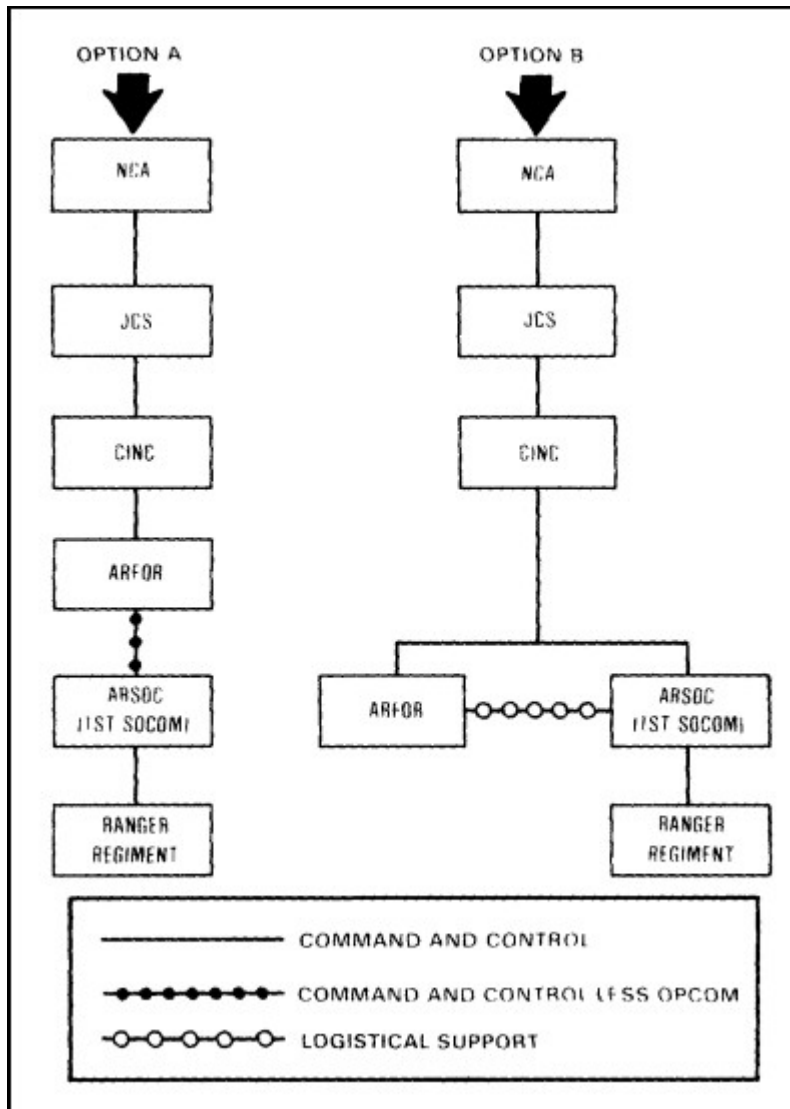 OPTION A
NCA
JCS
CINC
ARFOR
ARSOC
(1ST SOCOM)
RANGER
REGIMENT
OPTION B
NCA
JCS
CINC
ARFOR
ARSOC
(1ST SOCOM)
RANGER
REGIMENT
COMMAND AND CONTROL
COMMAND AND CONTROL LESS OPCOM
LOGISTICAL SUPPORT